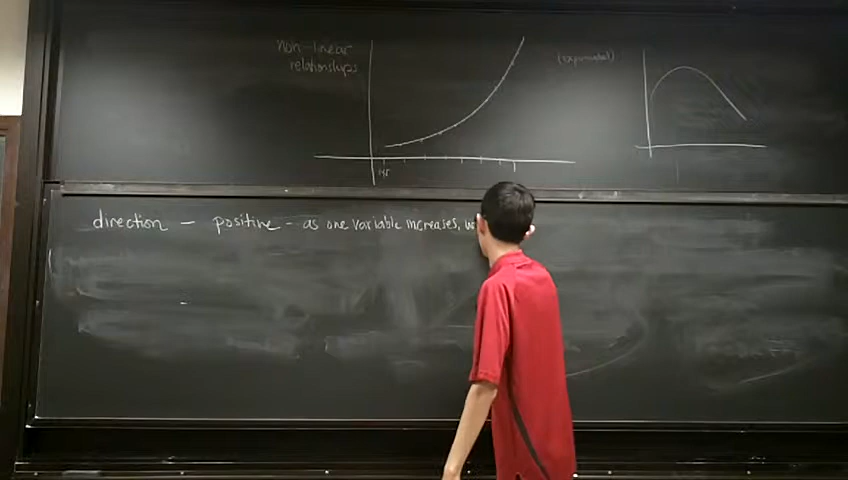 non-linear
relationships
(exponential)
direction - positive - as one variable increases,